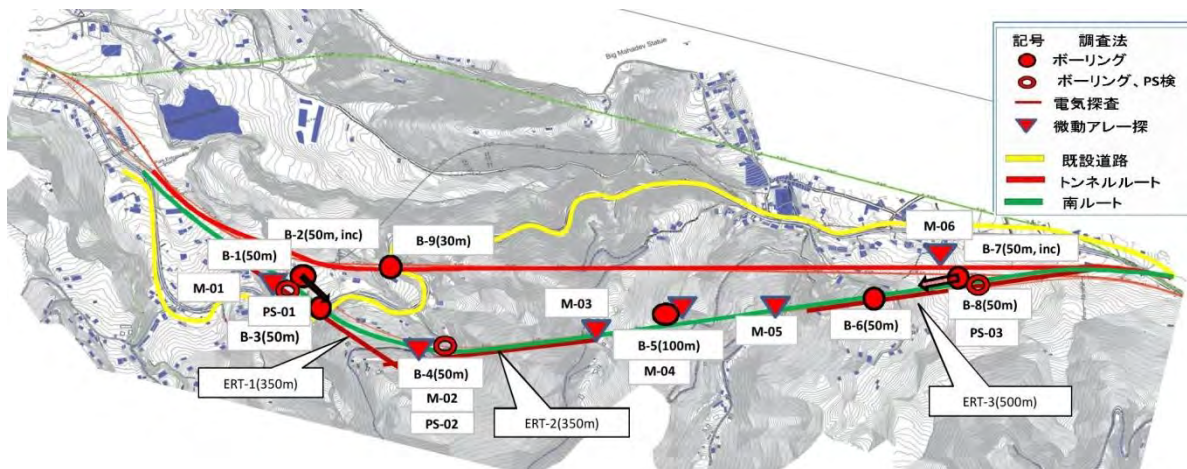 Big Mahadev Statue
記号 調査法
ボーリング
ボーリング、PS検
電気探査
微動アレー探
既設道路
トンネルルート
南ルート
M-06
B-2(50m, inc)
B-9(30m)
B-7(50m, inc)
B-1(50m)
M-01
M-03
PS-01
M-05
B-8(50m)
B-3(50m)
B-5(100m)
B-6(50m)
PS-03
B-4(50m)
M-04
ERT-1(350m)
M-02
ERT-3(500m)
PS-02
ERT-2(350m)